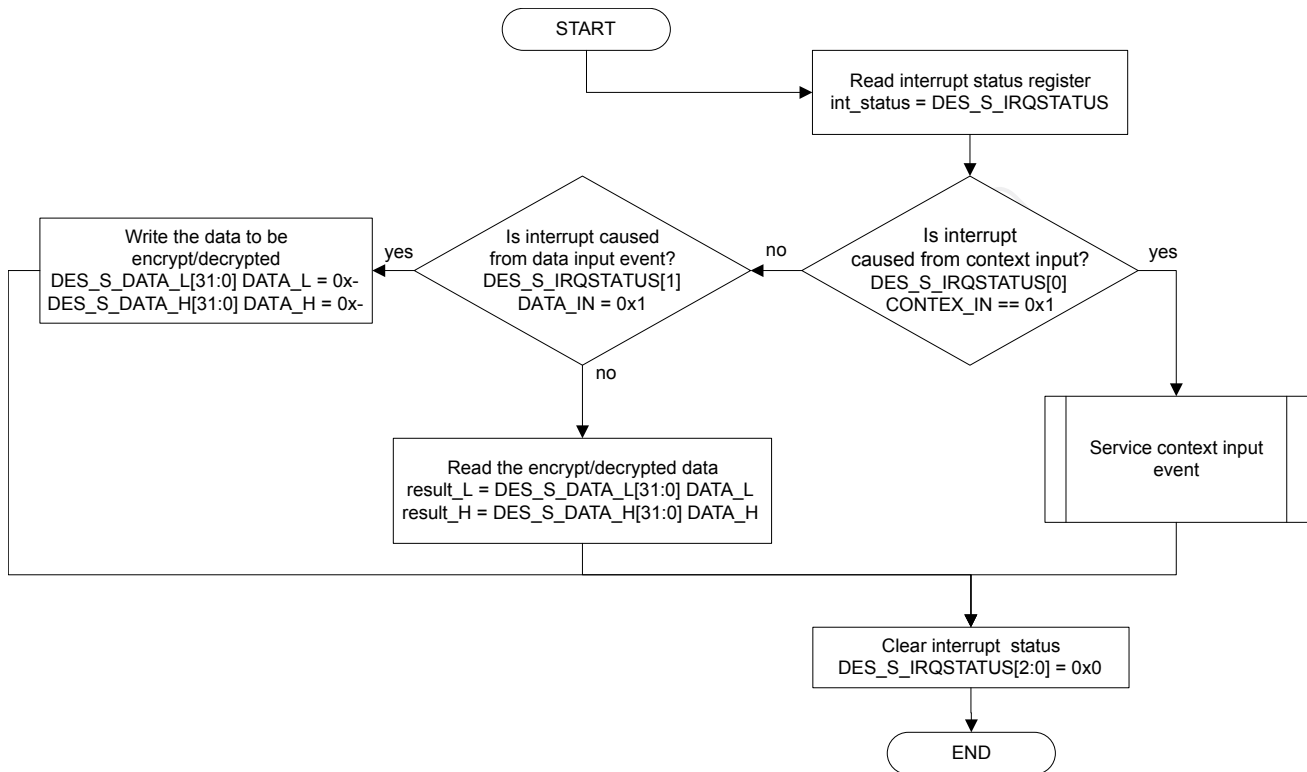 START
Read interrupt status register
int_status = DES_S_IRQSTATUS
Is interrupt
caused from context input?
DES_S_IRQSTATUS[0]
CONTEX_IN == 0x1
yes
no
Is interrupt caused
from data input event?
DES_S_IRQSTATUS[1]
DATA_IN = 0x1
yes
no
Write the data to be
encrypt/decrypted
DES_S_DATA_L[31:0] DATA_L = 0x-
DES_S_DATA_H[31:0] DATA_H = 0x-
Read the encrypt/decrypted data
result_L = DES_S_DATA_L[31:0] DATA_L
result_H = DES_S_DATA_H[31:0] DATA_H
Service context input
event
Clear interrupt status
DES_S_IRQSTATUS[2:0] = 0x0
END